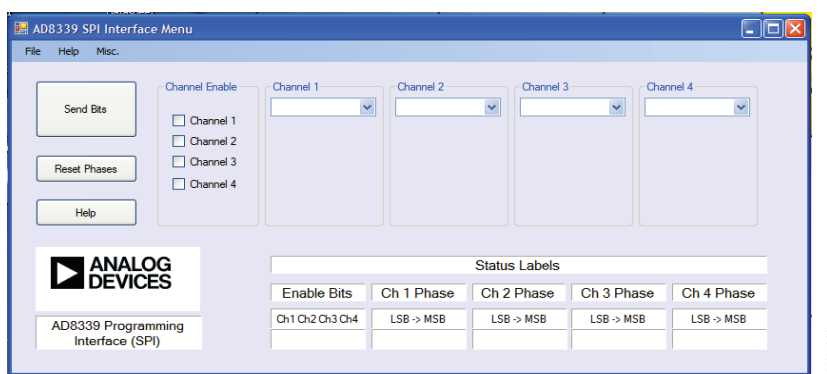 AD8339 SPI Interface Menu
File Help Misc.
Send Bits
Reset Phases
Help
Channel Enable
Channel 1
Channel 2
Channel 3
Channel 4
Channel 1
Channel 2
Channel 3
Channel 4
ANALOG
DEVICES
AD8339 Programming
Interface (SPI)
Status Labels
Enable Bits Ch 1 Phase Ch 2 Phase Ch 3 Phase Ch 4 Phase
Ch1 Ch2 Ch3 Ch4 LSB -> MSB LSB -> MSB LSB -> MSB LSB -> MSB